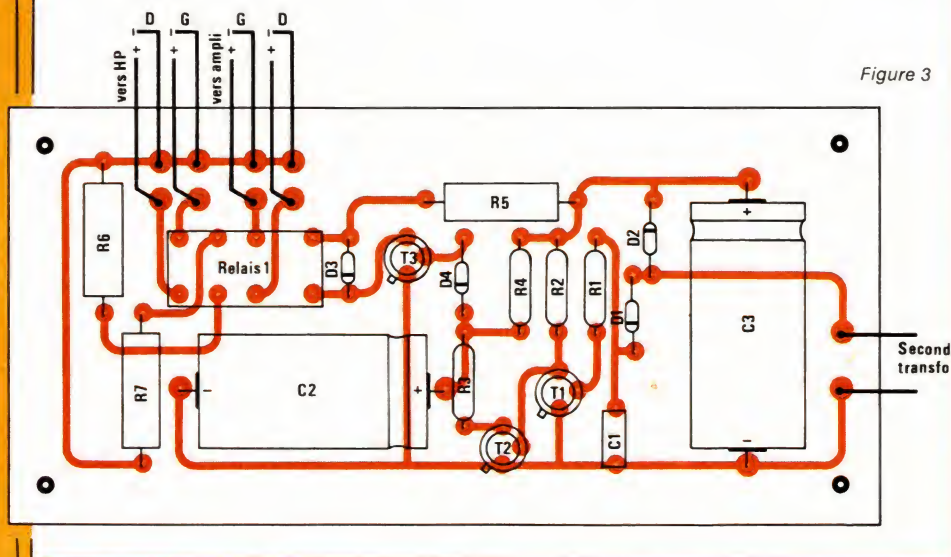 Figure 3
- D
- G
- G
- D
+
+
+
+
vers HP
vers ampli
R6
R5
Relais 1
D3
T3
D4
R4
R2
R1
D2
D1
+
C3
-
Second
transfo
R7
-
C2
+
R3
T1
T2
C1